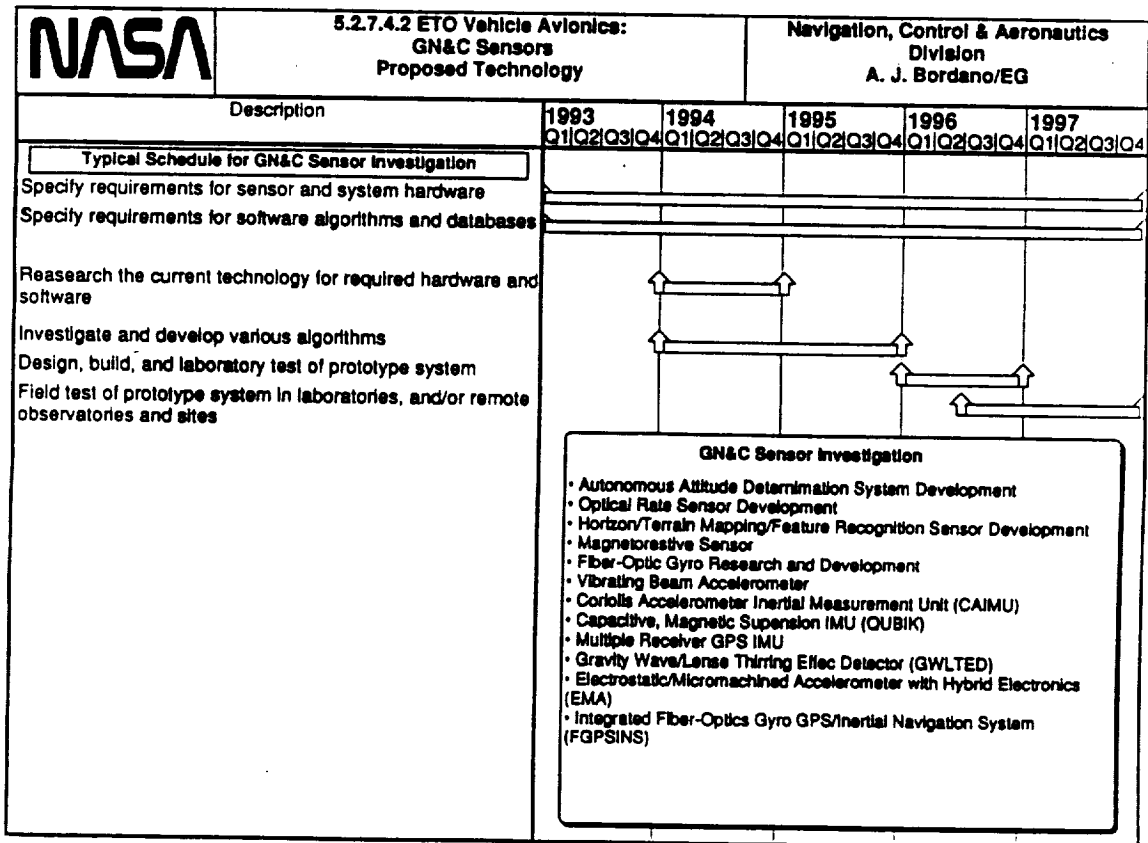 NASA
5.2.7.4.2 ETO Vehicle Avionics:
GN&C Sensors
Proposed Technology
Navigation, Control & Aeronautics
Division
A. J. Bordano/EG
Description
1993 1994 1995 1996 1997
Q1|Q2|Q3|Q4|Q1|Q2|Q3|Q4|Q1|Q2|Q3|Q4|Q1|Q2|Q3|Q4|Q1|Q2|Q3|Q4
Typical Schedule for GN&C Sensor Investigation
Specify requirements for sensor and system hardware
Specify requirements for software algorithms and databases
Reasearch the current technology for required hardware and
software
Investigate and develop various algorithms
Design, build, and laboratory test of prototype system
Field test of prototype system in laboratories, and/or remote
observatories and sites
GN&C Sensor Investigation
• Autonomous Attitude Deternimation System Development
• Optical Rate Sensor Development
• Horizon/Terrain Mapping/Feature Recognition Sensor Development
• Magnetorestive Sensor
• Fiber-Optic Gyro Research and Development
• Vibrating Beam Accelerometer
• Coriolis Accelerometer Inertial Measurement Unit (CAIMU)
• Capacitive, Magnetic Supension IMU (QUBIK)
• Multiple Receiver GPS IMU
• Gravity Wave/Lense Thirring Effec Detector (GWLTED)
• Electrostatic/Micromachined Accelerometer with Hybrid Electronics
(EMA)
• Integrated Fiber-Optics Gyro GPS/Inertial Navigation System
(FGPSINS)